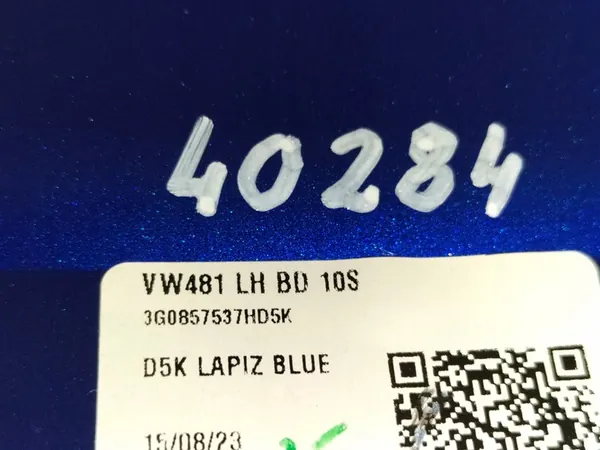 40284
VW481 LH BD 10S
3G0857537HD5K
D5K LAPIZ BLUE
15/08/23